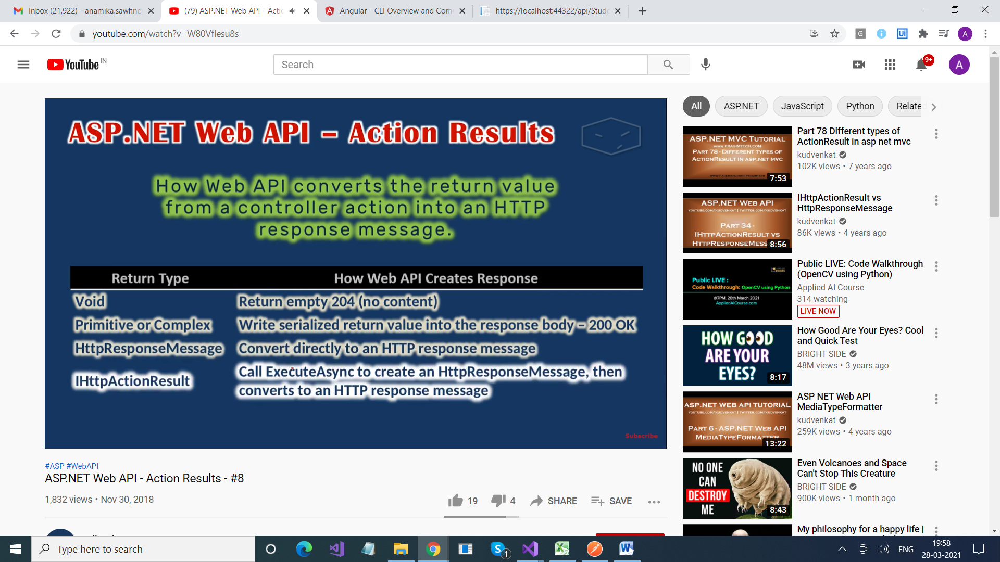 Inbox (21,922) - anamika.sawhne
(79) ASP.NET Web API - Actio
Angular - CLI Overview and Com
https://localhost:44322/api/Stude
youtube.com/watch?v=W80Vflesu8s
G
Ui
A
YouTube IN
Search
9+
A
ASP.NET Web API – Action Results
How Web API converts the return value
from a controller action into an HTTP
response message.
Return Type How Web API Creates Response
Void Return empty 204 (no content)
Primitive or Complex Write serialized return value into the response body – 200 OK
HttpResponseMessage Convert directly to an HTTP response message
IHttpActionResult Call ExecuteAsync to create an HttpResponseMessage, then
converts to an HTTP response message
Subscribe
#ASP #WebAPI
ASP.NET Web API - Action Results - #8
1,832 views • Nov 30, 2018
19 4 SHARE SAVE
All ASP.NET JavaScript Python Relate
ASP.NET MVC TUTORIAL
WWW.PRAGIMTECH.COM
PART 78 - DIFFERENT TYPES OF
ACTIONRESULT IN ASP.NET MVC
WWW.FACEBOOK.COM/PRAGIMTECH
7:53
Part 78 Different types of
ActionResult in asp net mvc
kudvenkat
102K views • 7 years ago
ASP.NET WEB API
YOUTUBE.COM/KUDVENKAT | TWITTER.COM/KUDVENKAT
PART 34 -
IHTTPACTIONRESULT VS
HTTPRESPONSEMESS
8:56
IHttpActionResult vs
HttpResponseMessage
kudvenkat
86K views • 4 years ago
Public LIVE :
Code Walkthrough: OpenCV using Python
@7PM, 28th March 2021
AppliedAICourse.com
Public LIVE: Code Walkthrough
(OpenCV using Python)
Applied AI Course
314 watching
LIVE NOW
HOW GOOD
ARE YOUR
EYES?
8:17
How Good Are Your Eyes? Cool
and Quick Test
BRIGHT SIDE
48M views • 3 years ago
ASP.NET WEB API TUTORIAL
YOUTUBE.COM/KUDVENKAT | TWITTER.COM/KUDVENKAT
PART 6 - ASP.NET WEB API
MEDIATYPEFORMATTER
13:22
ASP NET Web API
MediaTypeFormatter
kudvenkat
259K views • 4 years ago
NO ONE
CAN
DESTROY
ME
8:43
Even Volcanoes and Space
Can't Stop This Creature
BRIGHT SIDE
900K views • 1 month ago
My philosophy for a happy life |
Type here to search
1
ENG
19:58
28-03-2021